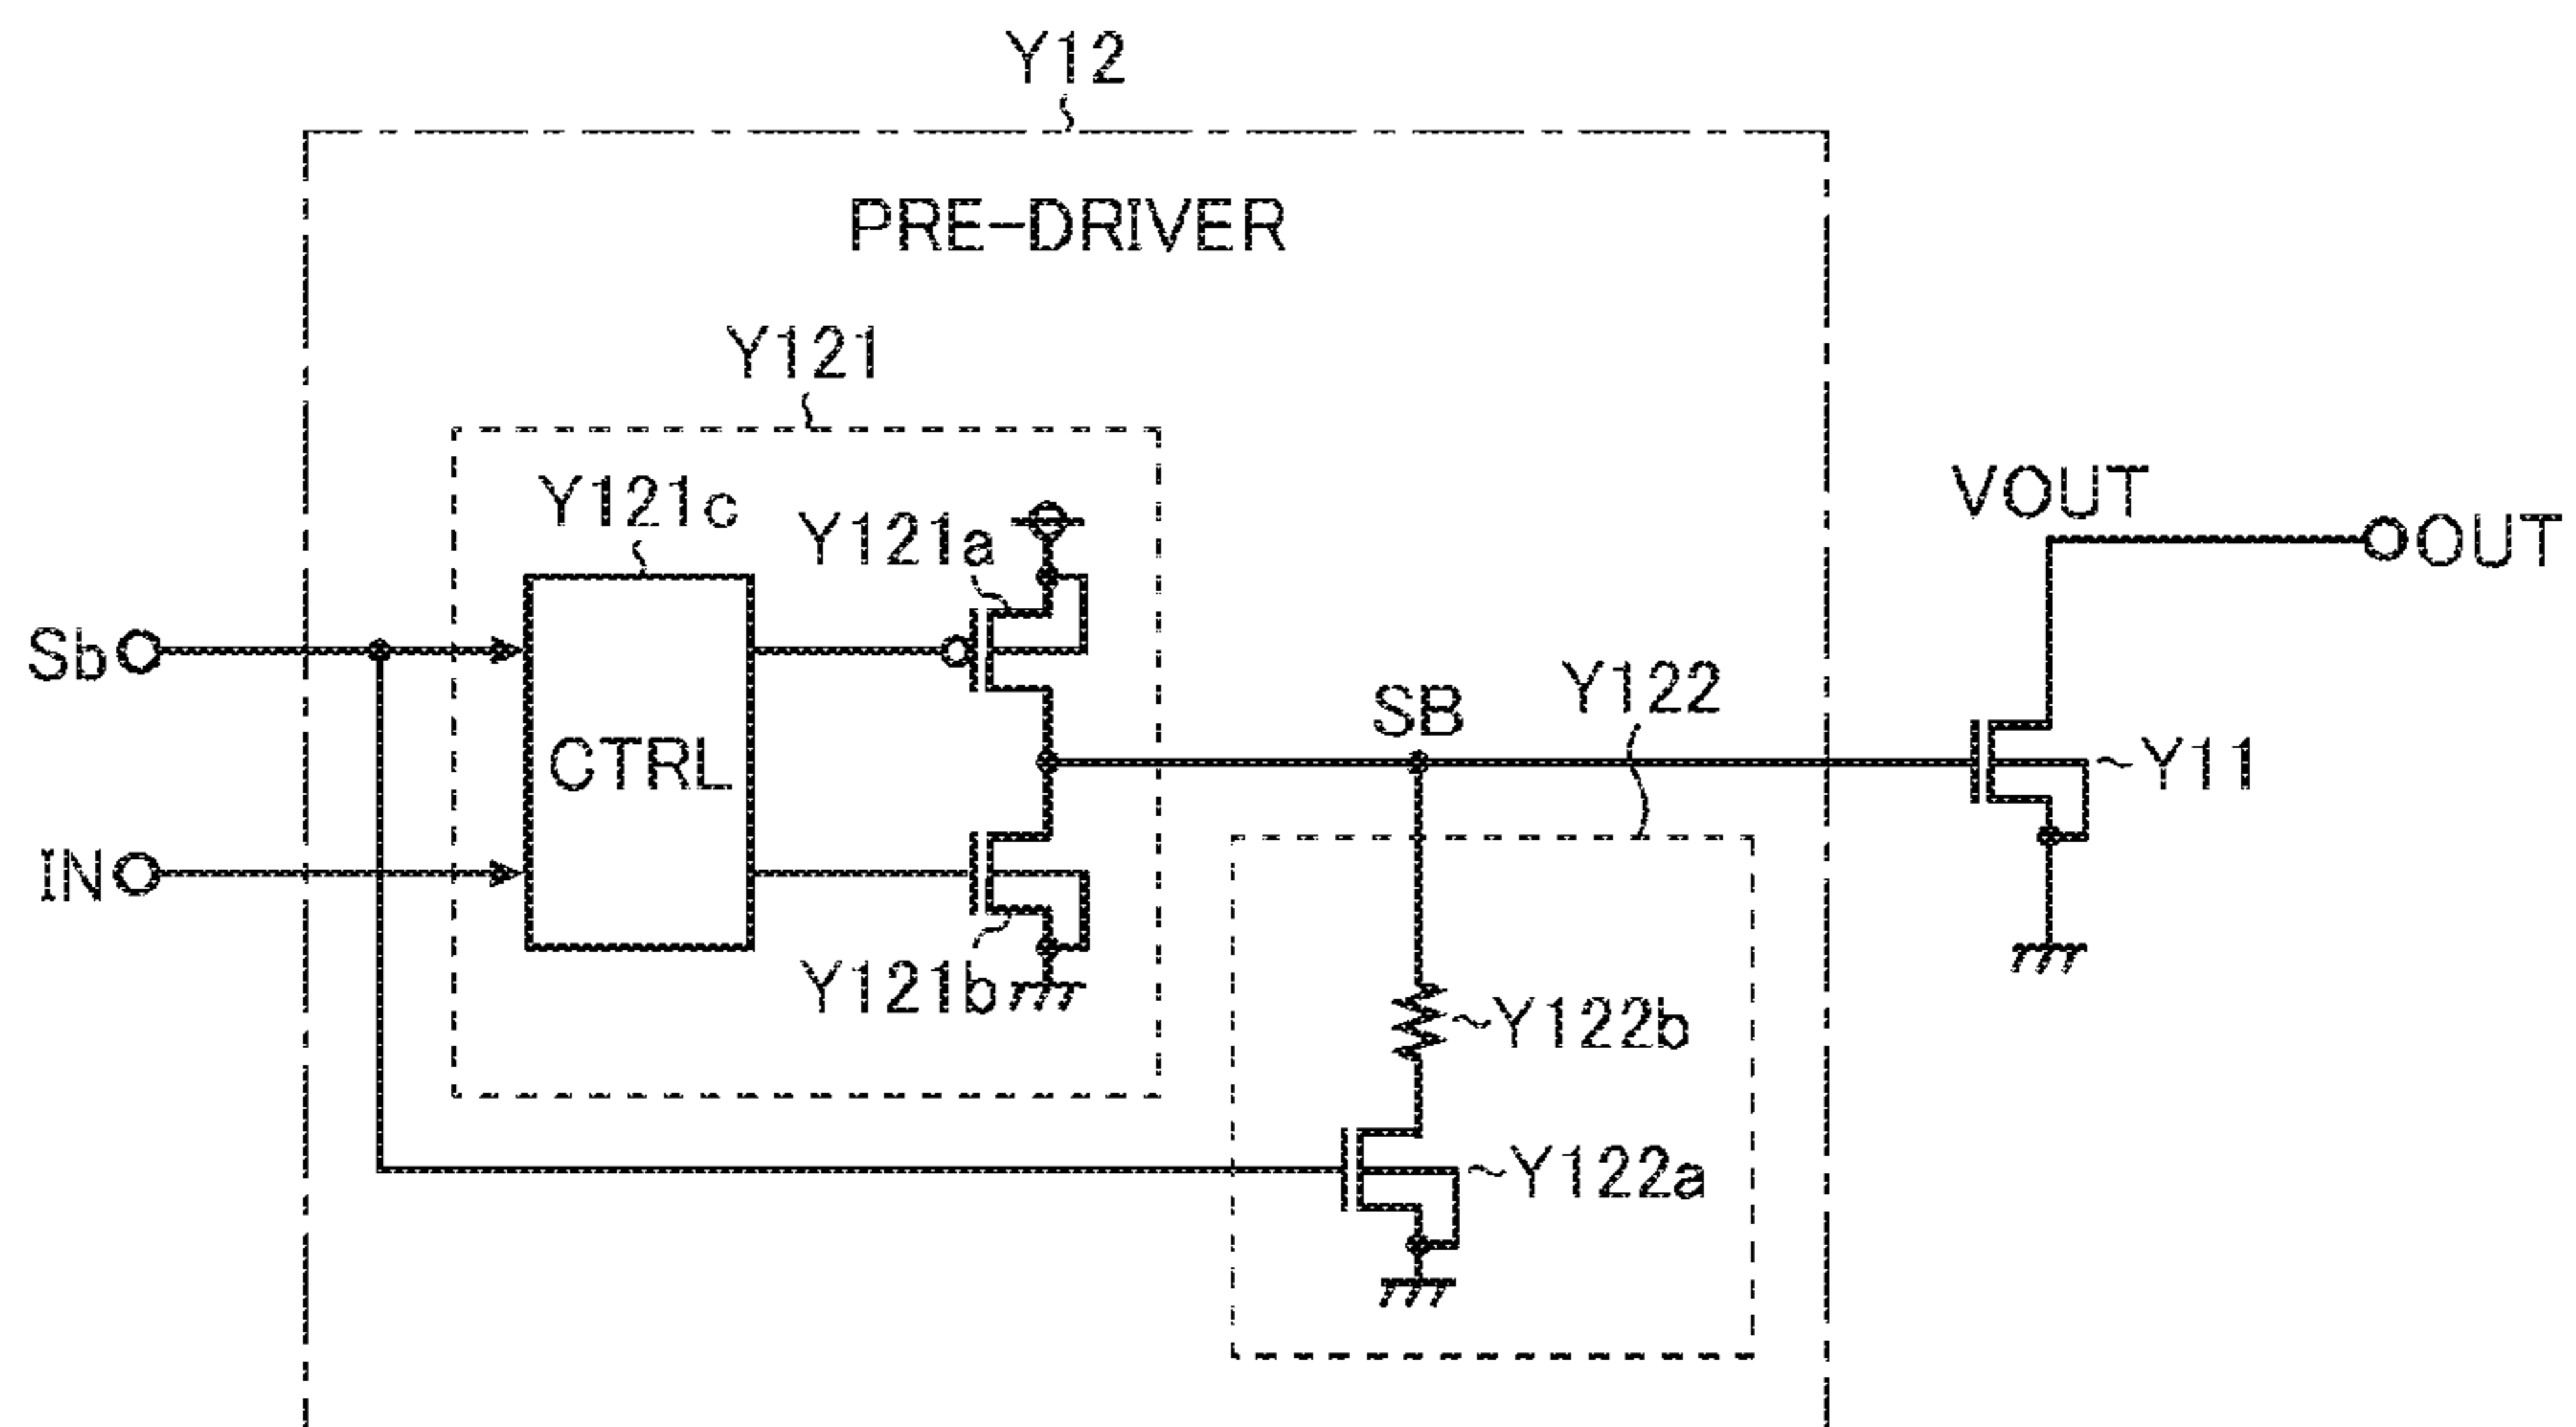 Y12
PRE-DRIVER
Y121
Y121c
Y121a
VOUT
OUT
Sb
SB
Y122
CTRL
Y11
IN
Y121b
Y122b
Y122a